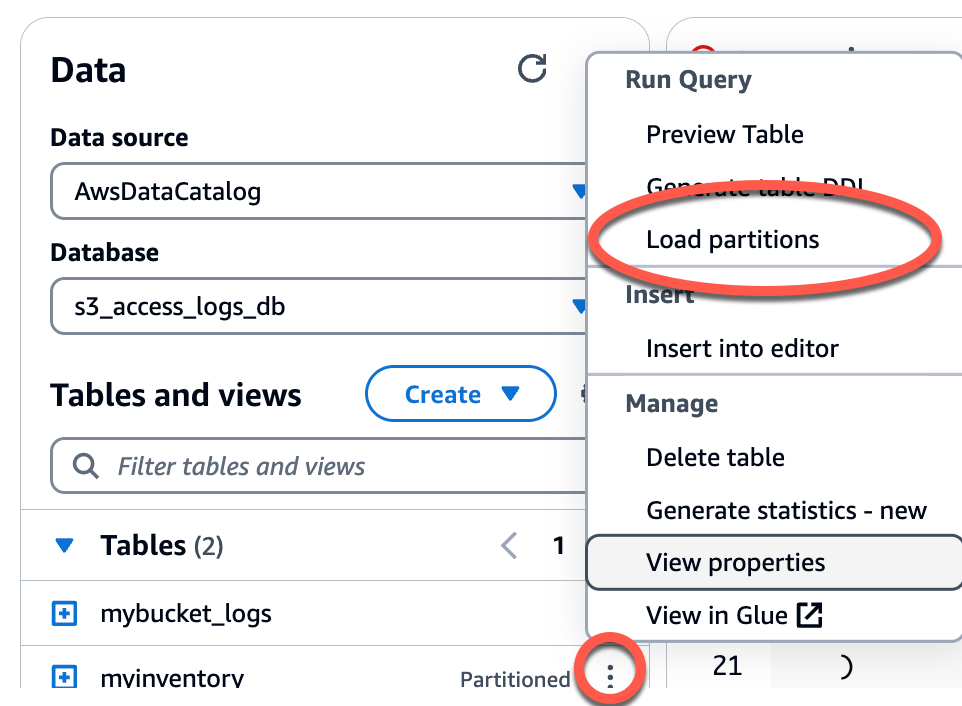 Data
Data source
AwsDataCatalog
Database
s3_access_logs_db
Tables and views
Create
Filter tables and views
Tables (2)
1
mybucket_logs
myinventory
Partitioned
Run Query
Preview Table
Generate table DDL
Load partitions
Insert
Insert into editor
Manage
Delete table
Generate statistics - new
View properties
View in Glue
21 )